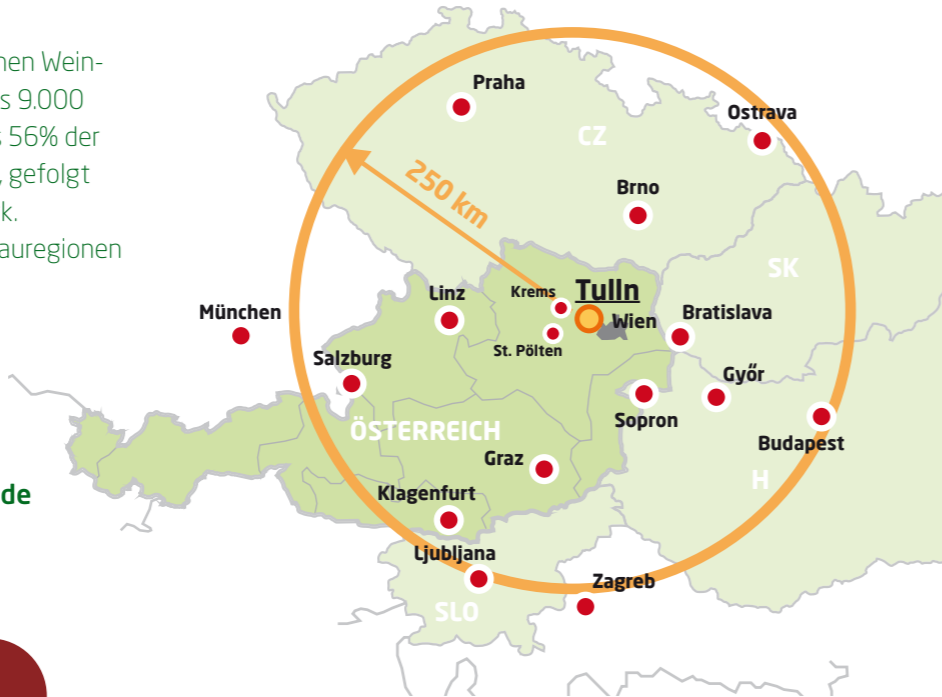 hen Wein-
s 9.000
s 56% der
, gefolgt
k.
auregionen
de
Praha
Ostrava
CZ
250 km
Brno
SK
Krems
Tulln
Linz
Wien
Bratislava
München
St. Pölten
Salzburg
Győr
Sopron
ÖSTERREICH
Budapest
Graz
H
Klagenfurt
Ljubljana
Zagreb
SLO